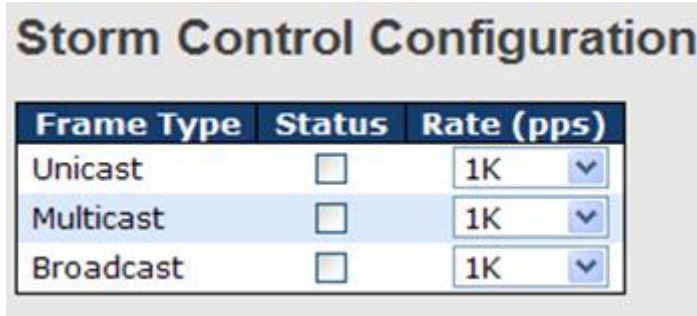 Storm Control Configuration
Frame Type Status Rate (pps)
Unicast 1K
Multicast 1K
Broadcast 1K